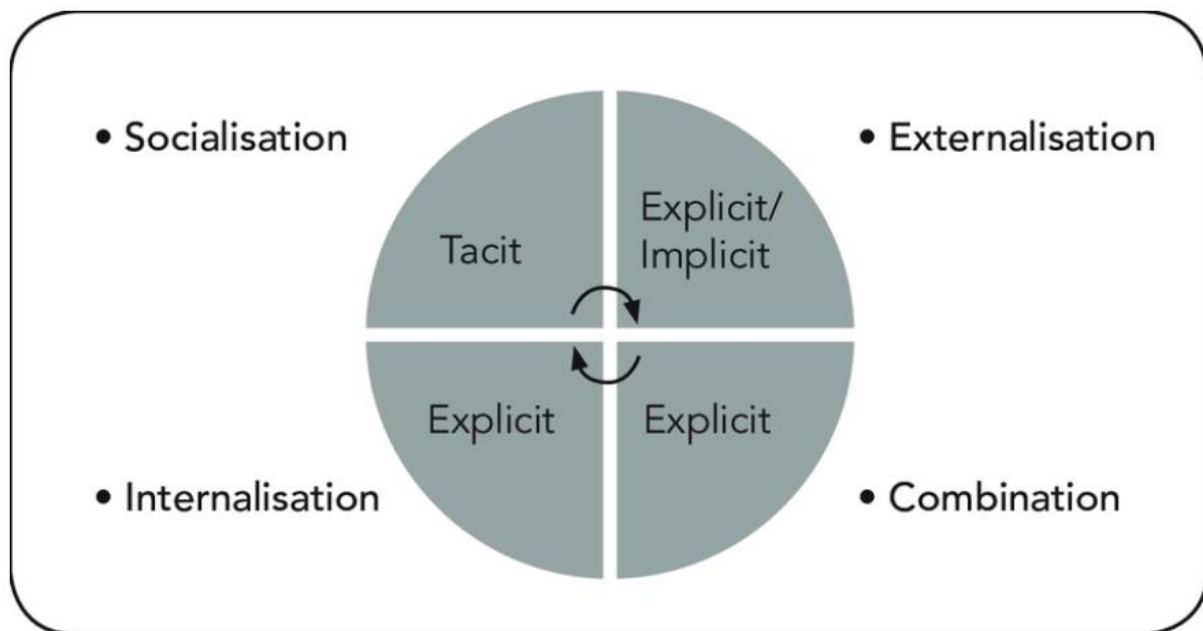 • Socialisation
• Externalisation
Tacit
Explicit/
Implicit
Explicit
Explicit
• Internalisation
• Combination